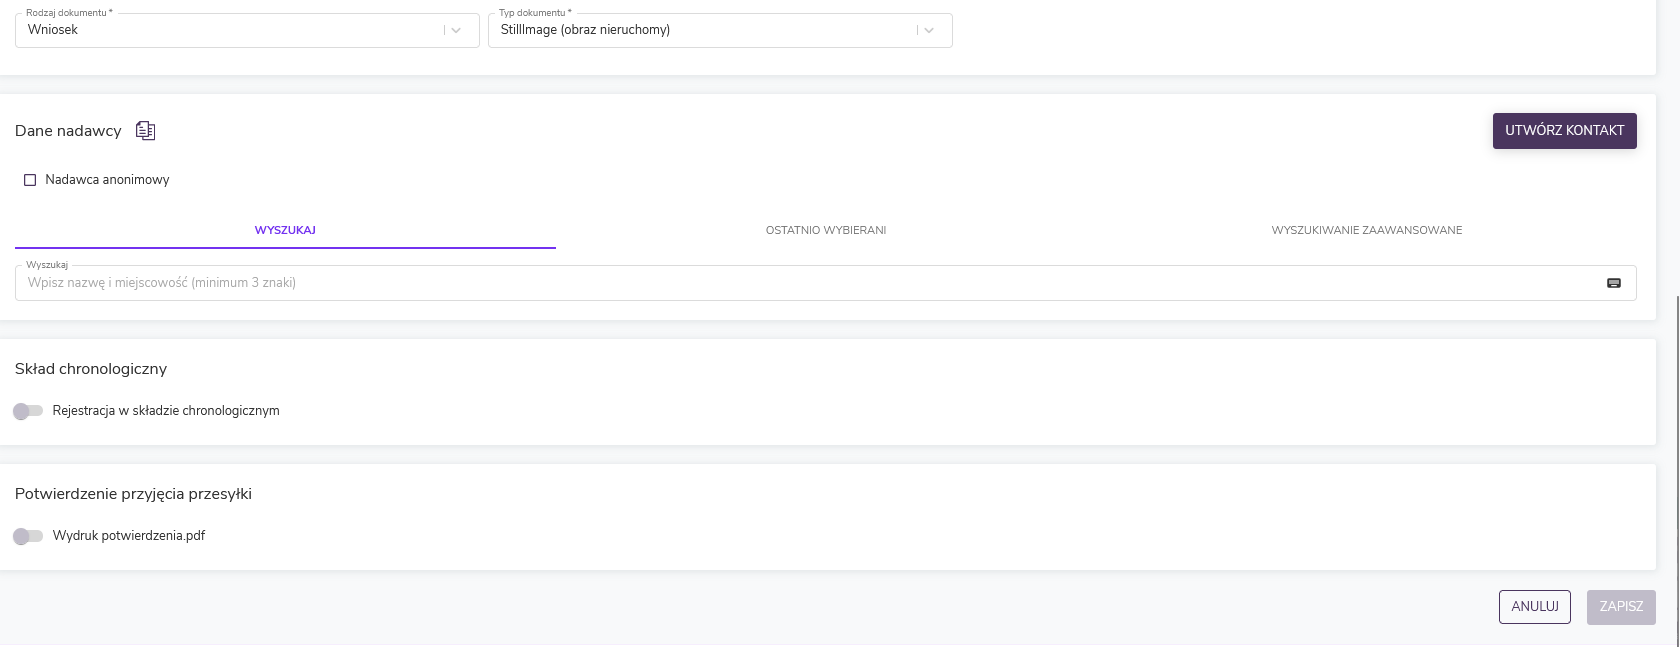 Rodzaj dokumentu *
Wniosek
Typ dokumentu *
StillImage (obraz nieruchomy)
Dane nadawcy
UTWÓRZ KONTAKT
Nadawca anonimowy
WYSZUKAJ
OSTATNIO WYBIERANI
WYSZUKIWANIE ZAAWANSOWANE
Wyszukaj
Wpisz nazwę i miejscowość (minimum 3 znaki)
Skład chronologiczny
Rejestracja w składzie chronologicznym
Potwierdzenie przyjęcia przesyłki
Wydruk potwierdzenia.pdf
ANULUJ
ZAPISZ